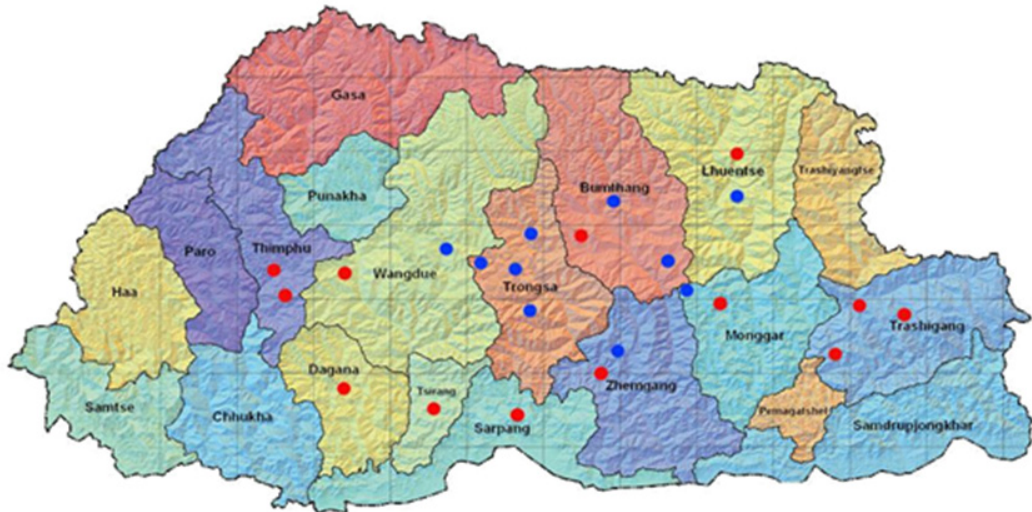 Gasa
Lhuentse
Trashiyangtse
Bumthang
Punakha
Paro
Thimphu
Wangdue
Haa
Trongsa
Trashigang
Monggar
Dagana
Zhemgang
Tsirang
Samtse
Chhukha
Pemagatshel
Sarpang
Samdrupjongkhar